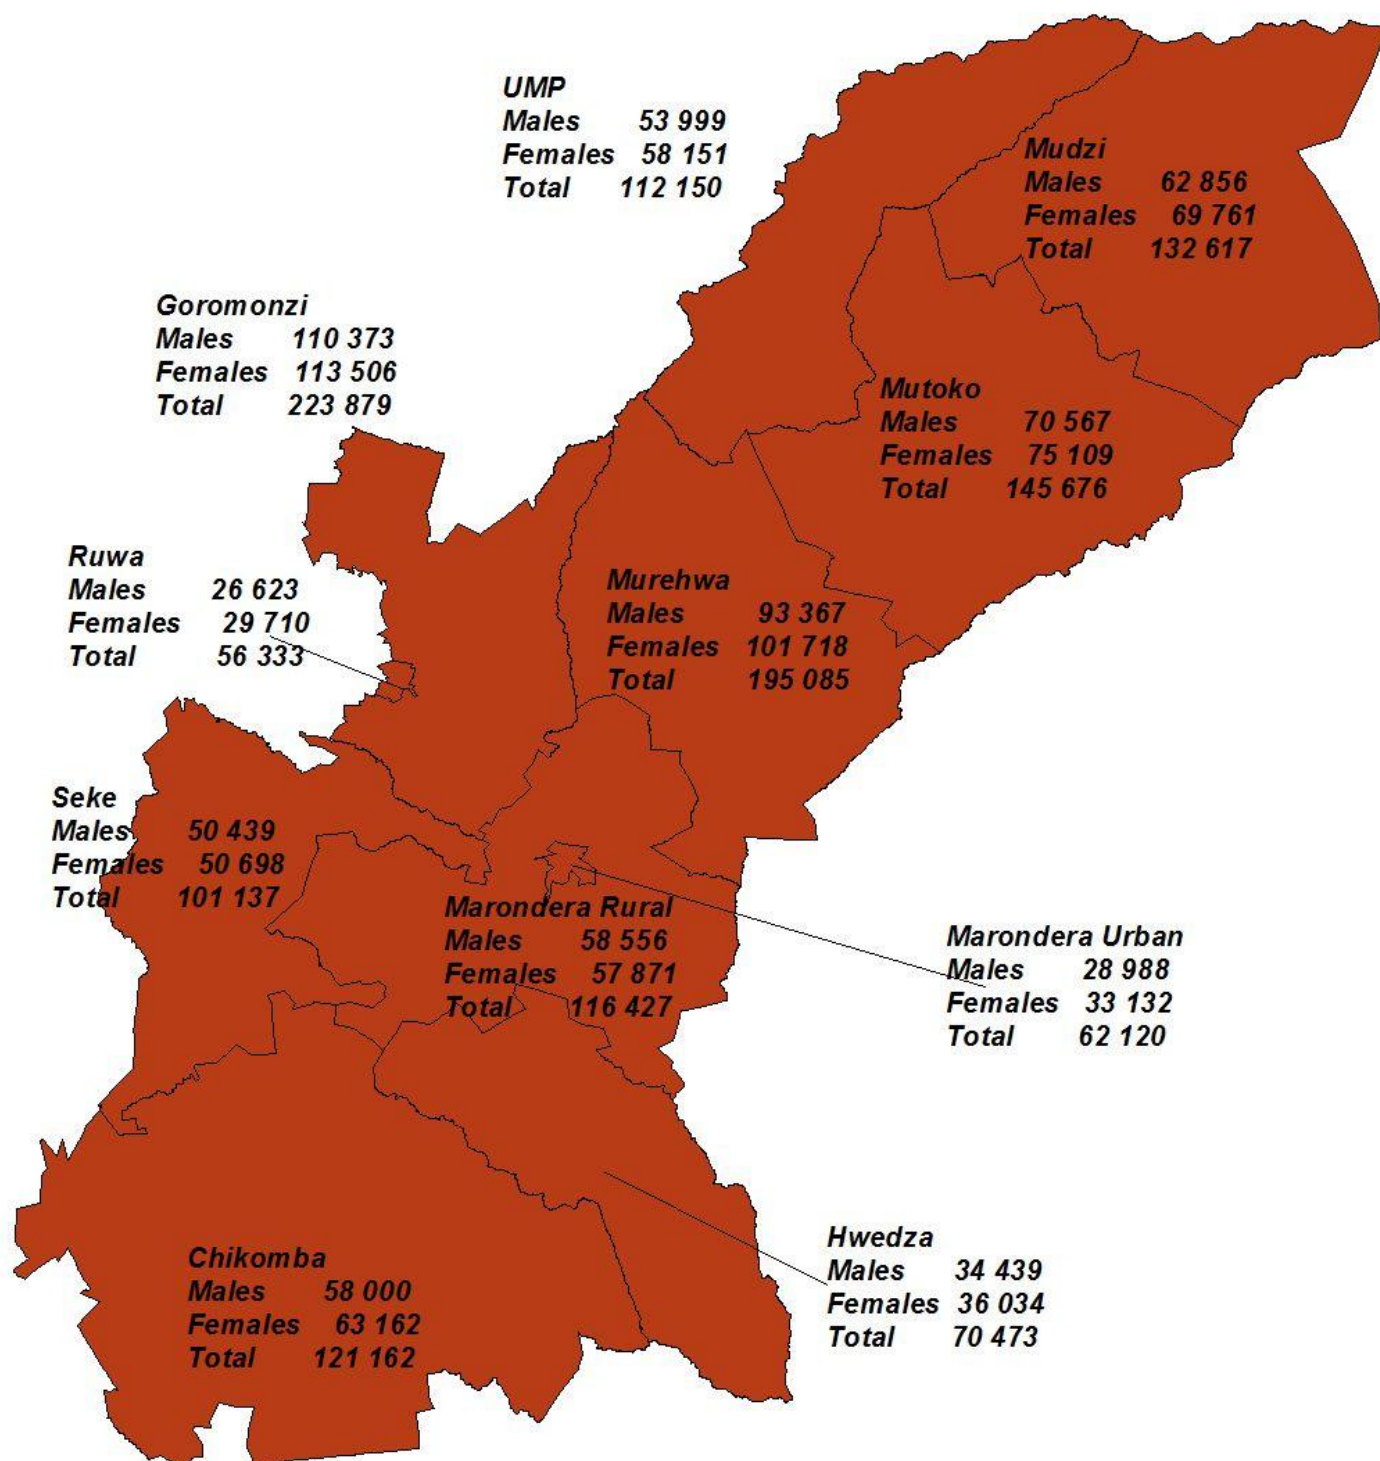 UMP
Males 53 999
Females 58 151
Total 112 150
Mudzi
Males 62 856
Females 69 761
Total 132 617
Goromonzi
Males 110 373
Females 113 506
Total 223 879
Mutoko
Males 70 567
Females 75 109
Total 145 676
Ruwa
Males 26 623
Females 29 710
Total 56 333
Murehwa
Males 93 367
Females 101 718
Total 195 085
Seke
Males 50 439
Females 50 698
Total 101 137
Marondera Rural
Males 58 556
Females 57 871
Total 116 427
Marondera Urban
Males 28 988
Females 33 132
Total 62 120
Hwedza
Males 34 439
Females 36 034
Total 70 473
Chikomba
Males 58 000
Females 63 162
Total 121 162